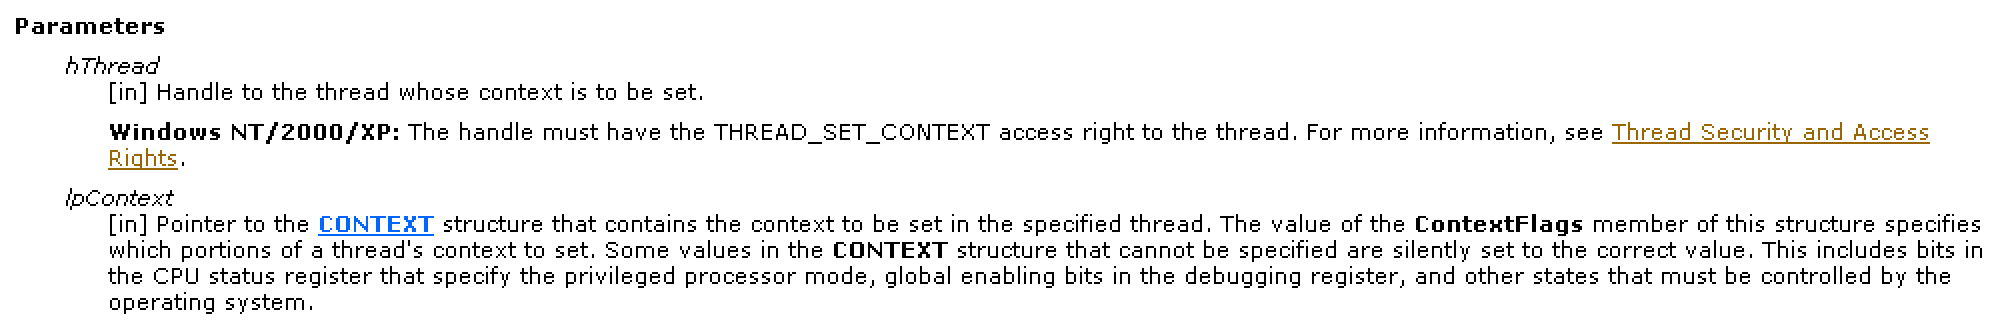 Parameters
hThread
[in] Handle to the thread whose context is to be set.
Windows NT/2000/XP: The handle must have the THREAD_SET_CONTEXT access right to the thread. For more information, see Thread Security and Access
Rights.
lpContext
[in] Pointer to the CONTEXT structure that contains the context to be set in the specified thread. The value of the ContextFlags member of this structure specifies
which portions of a thread's context to set. Some values in the CONTEXT structure that cannot be specified are silently set to the correct value. This includes bits in
the CPU status register that specify the privileged processor mode, global enabling bits in the debugging register, and other states that must be controlled by the
operating system.